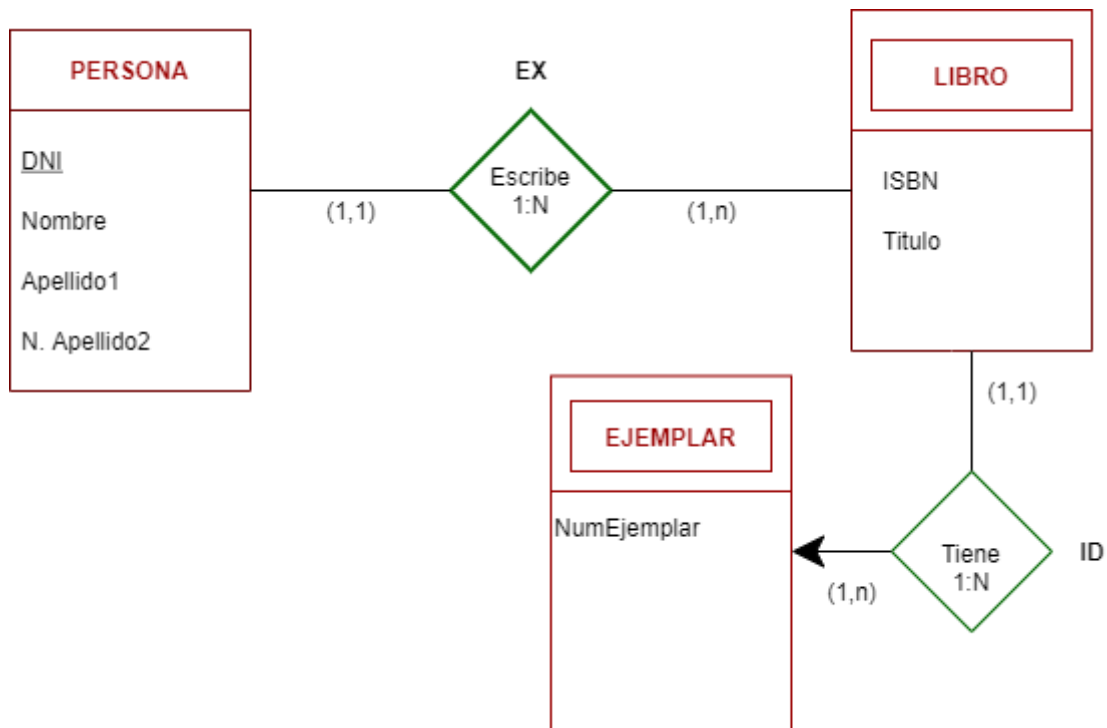 PERSONA
DNI
Nombre
Apellido1
N. Apellido2
(1,1)
EX
Escribe
1:N
(1,n)
LIBRO
ISBN
Titulo
(1,1)
Tiene
1:N
ID
(1,n)
EJEMPLAR
NumEjemplar